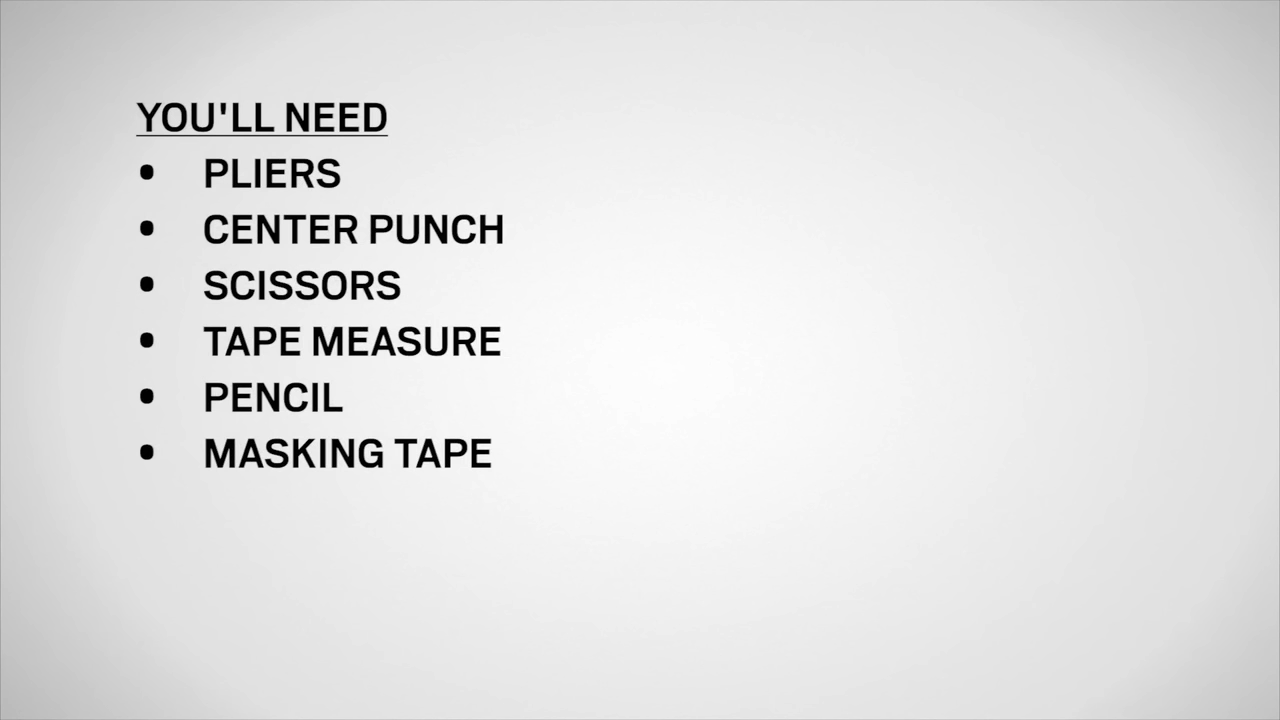 YOU'LL NEED
• PLIERS
• CENTER PUNCH
• SCISSORS
• TAPE MEASURE
• PENCIL
• MASKING TAPE